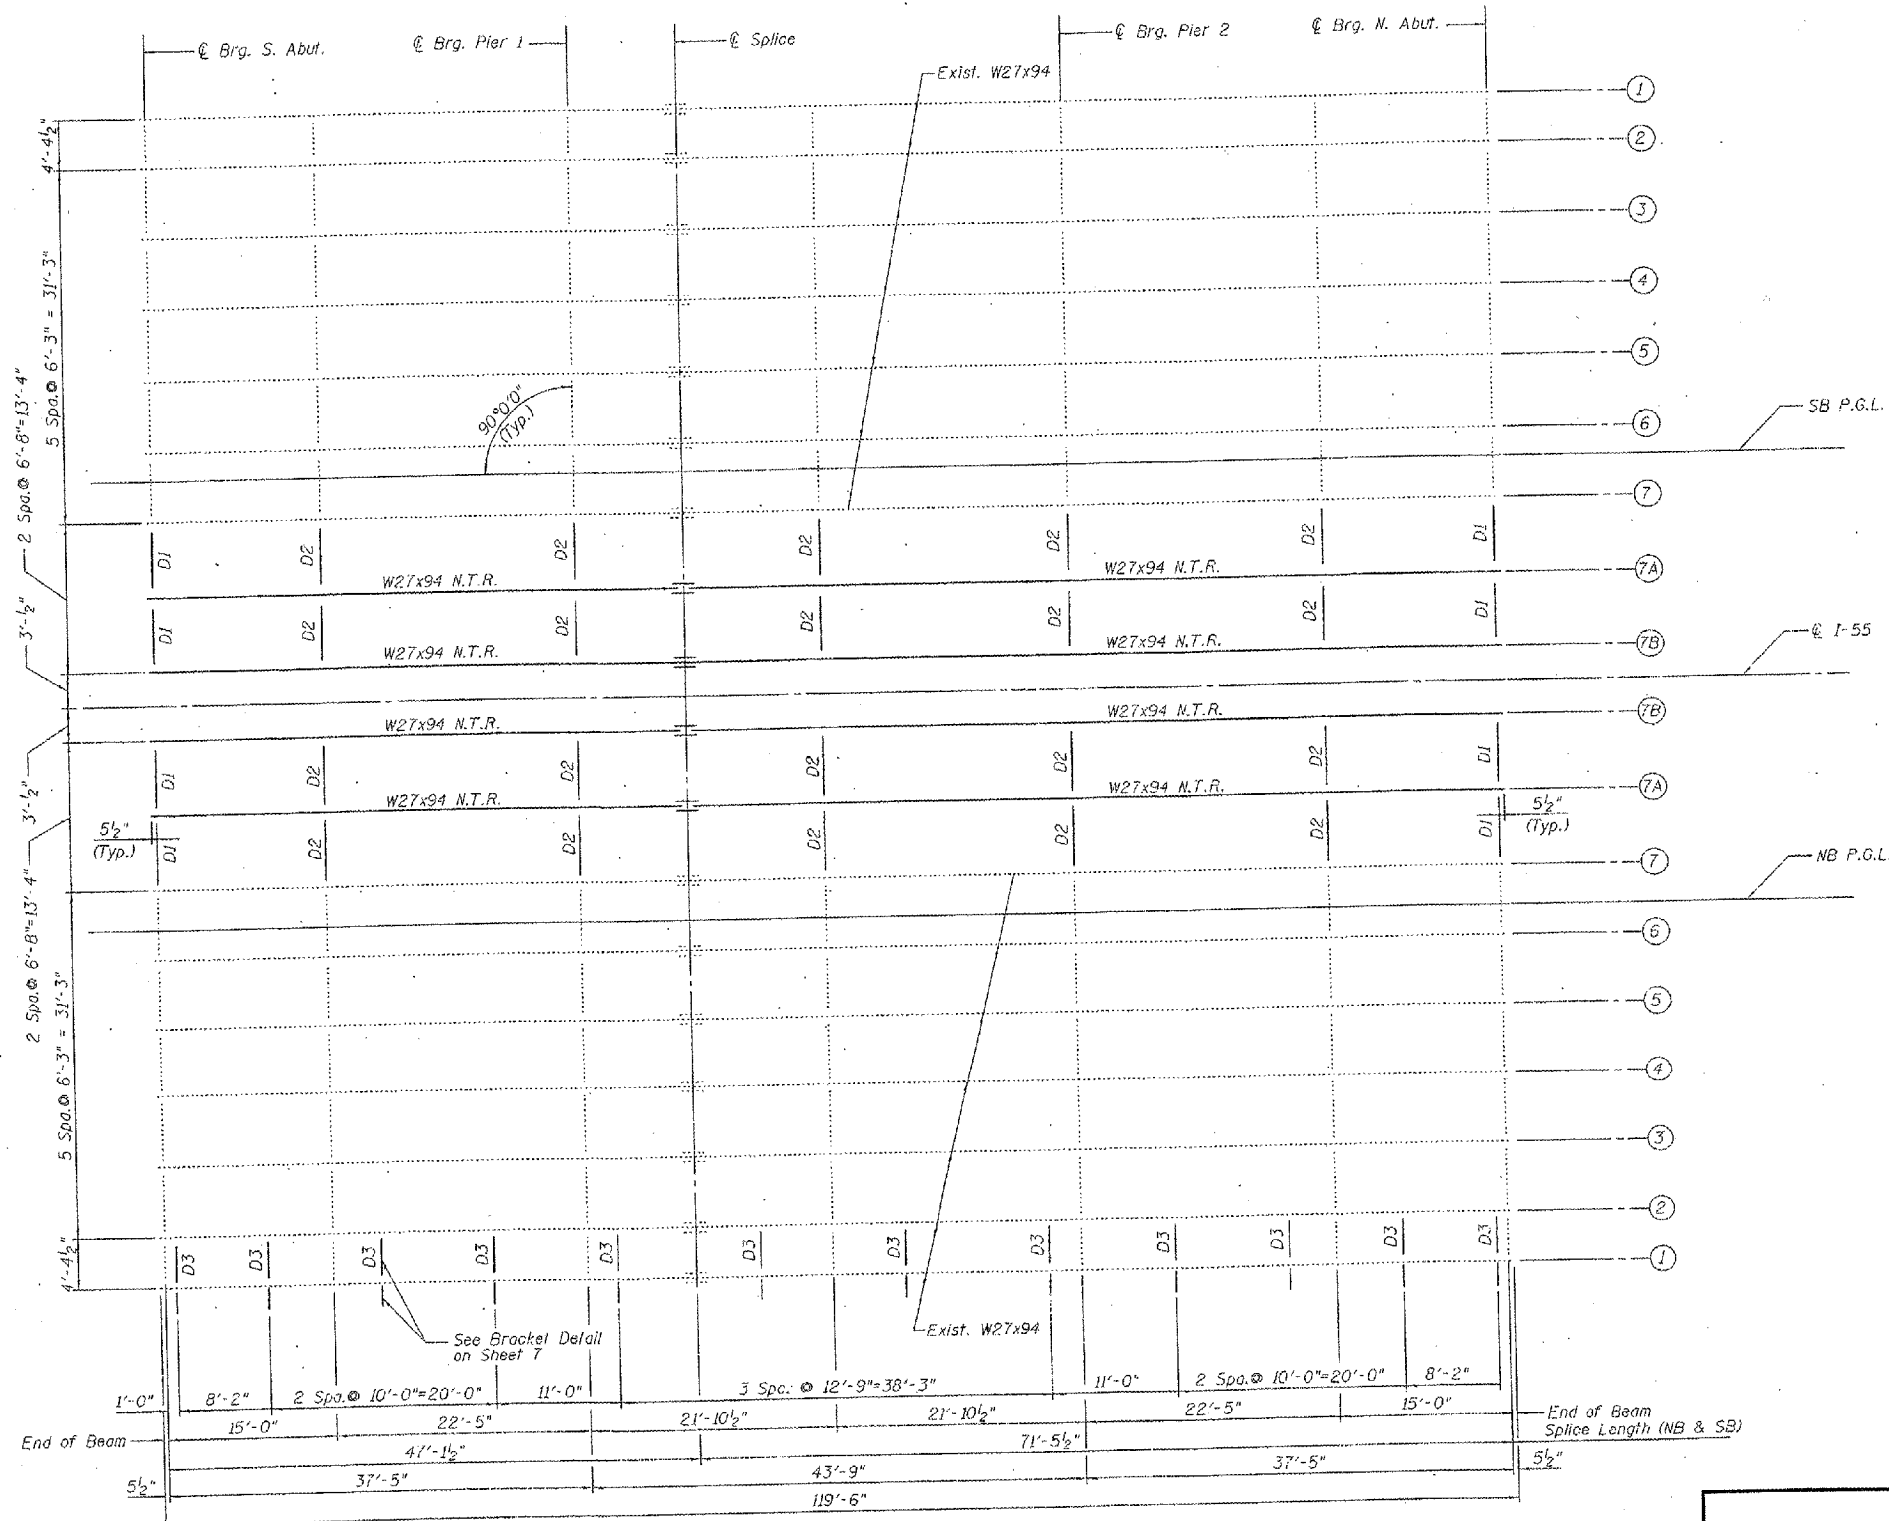 ℄ Brg. S. Abut.
℄ Brg. Pier 1
℄ Splice
℄ Brg. Pier 2
℄ Brg. N. Abut.
Exist. W27x94
1
2
3
4
5
6
SB P.G.L.
7
7A
7B
℄ I-55
7B
7A
7
NB P.G.L.
6
5
4
3
2
1
4'-4½"
5 Spa.@ 6'-3" = 31'-3"
2 Spa.@ 6'-8"=13'-4"
3'-½"
3'-½"
2 Spa.@ 6'-8"=13'-4"
5 Spa.@ 6'-3" = 31'-3"
4'-4½"
90°0'0"
(Typ.)
D1 D2 D2 D2 D2 D2 D1
W27x94 N.T.R. W27x94 N.T.R.
D1 D2 D2 D2 D2 D2 D1
W27x94 N.T.R. W27x94 N.T.R.
W27x94 N.T.R. W27x94 N.T.R.
D1 D2 D2 D2 D2 D2 D1
W27x94 N.T.R. W27x94 N.T.R.
5½"
(Typ.)
5½"
(Typ.)
D1 D2 D2 D2 D2 D2 D1
D3 D3 D3 D3 D3 D3 D3 D3 D3 D3 D3 D3
See Bracket Detail
on Sheet 7
Exist. W27x94
1'-0" 8'-2" 2 Spa.@ 10'-0"=20'-0" 11'-0" 3 Spa. @ 12'-9"=38'-3" 11'-0" 2 Spa.@ 10'-0"=20'-0" 8'-2"
15'-0" 22'-5" 21'-10½" 21'-10½" 22'-5" 15'-0"
End of Beam
End of Beam
Splice Length (NB & SB)
47'-1½" 71'-5½"
5½" 37'-5" 43'-9" 37'-5" 5½"
119'-6"